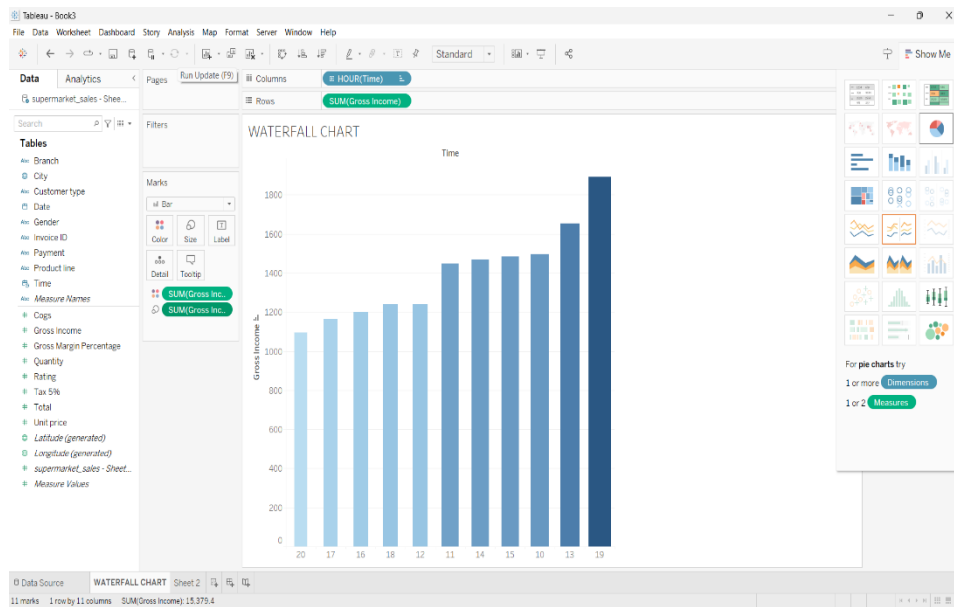 Tableau - Book3
File Data Worksheet Dashboard Story Analysis Map Format Server Window Help
Standard
Show Me
Data Analytics
Pages
Run Update (F9)
Columns
HOUR(Time)
supermarket_sales - Shee...
Rows
SUM(Gross Income)
Search
Filters
WATERFALL CHART
Tables
Abc Branch
City
Abc Customer type
Date
Abc Gender
Abc Invoice ID
Abc Payment
Abc Product line
Time
Abc Measure Names
# Cogs
# Gross Income
# Gross Margin Percentage
# Quantity
# Rating
# Tax 5%
# Total
# Unit price
Latitude (generated)
Longitude (generated)
# supermarket_sales - Sheet...
# Measure Values
Marks
Bar
Color Size Label
Detail Tooltip
SUM(Gross Inc..
SUM(Gross Inc..
Time
Gross Income
1800
1600
1400
1200
1000
800
600
400
200
0
20 17 16 18 12 11 14 15 10 13 19
For pie charts try
1 or more Dimensions
1 or 2 Measures
Data Source WATERFALL CHART Sheet 2
11 marks 1 row by 11 columns SUM(Gross Income): 15,379.4